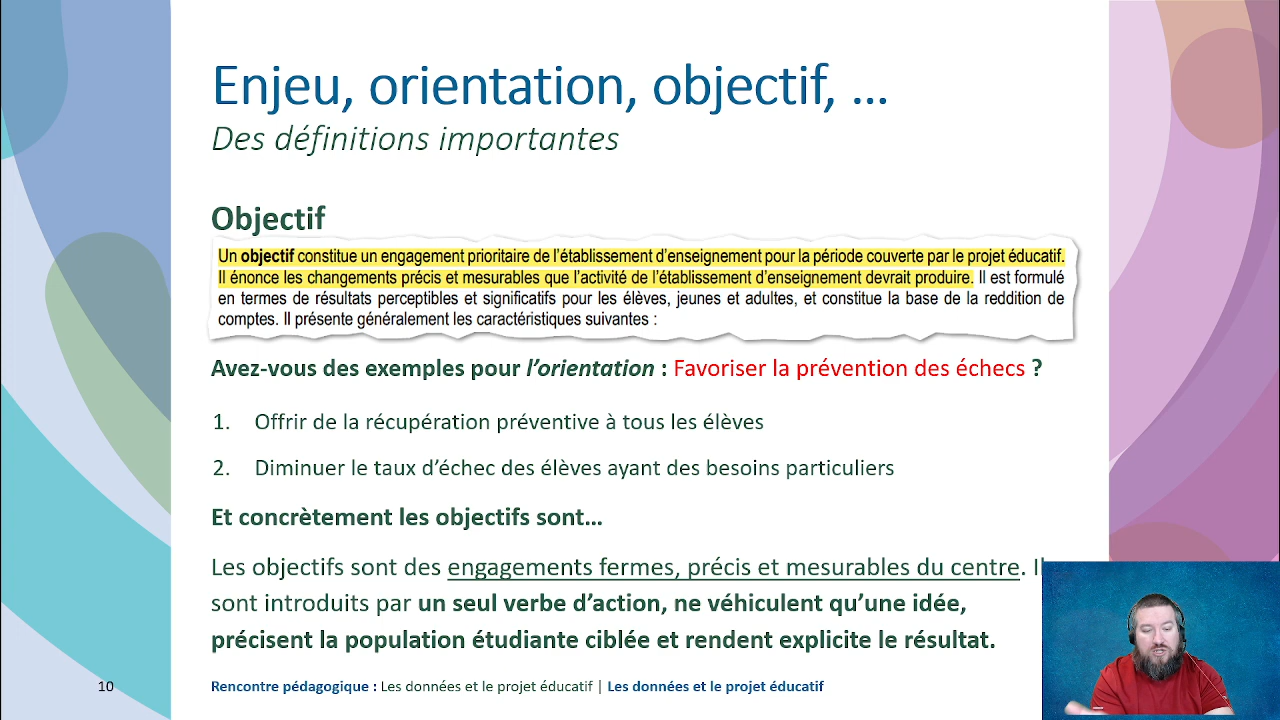 Enjeu, orientation, objectif, …
Des définitions importantes
Objectif
Un objectif constitue un engagement prioritaire de l'établissement d'enseignement pour la période couverte par le projet éducatif.
Il énonce les changements précis et mesurables que l'activité de l'établissement d'enseignement devrait produire. Il est formulé
en termes de résultats perceptibles et significatifs pour les élèves, jeunes et adultes, et constitue la base de la reddition de
comptes. Il présente généralement les caractéristiques suivantes :
Avez-vous des exemples pour l'orientation : Favoriser la prévention des échecs ?
1. Offrir de la récupération préventive à tous les élèves
2. Diminuer le taux d'échec des élèves ayant des besoins particuliers
Et concrètement les objectifs sont…
Les objectifs sont des engagements fermes, précis et mesurables du centre.
sont introduits par un seul verbe d'action, ne véhiculent qu'une idée,
précisent la population étudiante ciblée et rendent explicite le résultat.
10 Rencontre pédagogique : Les données et le projet éducatif | Les données et le projet éducatif